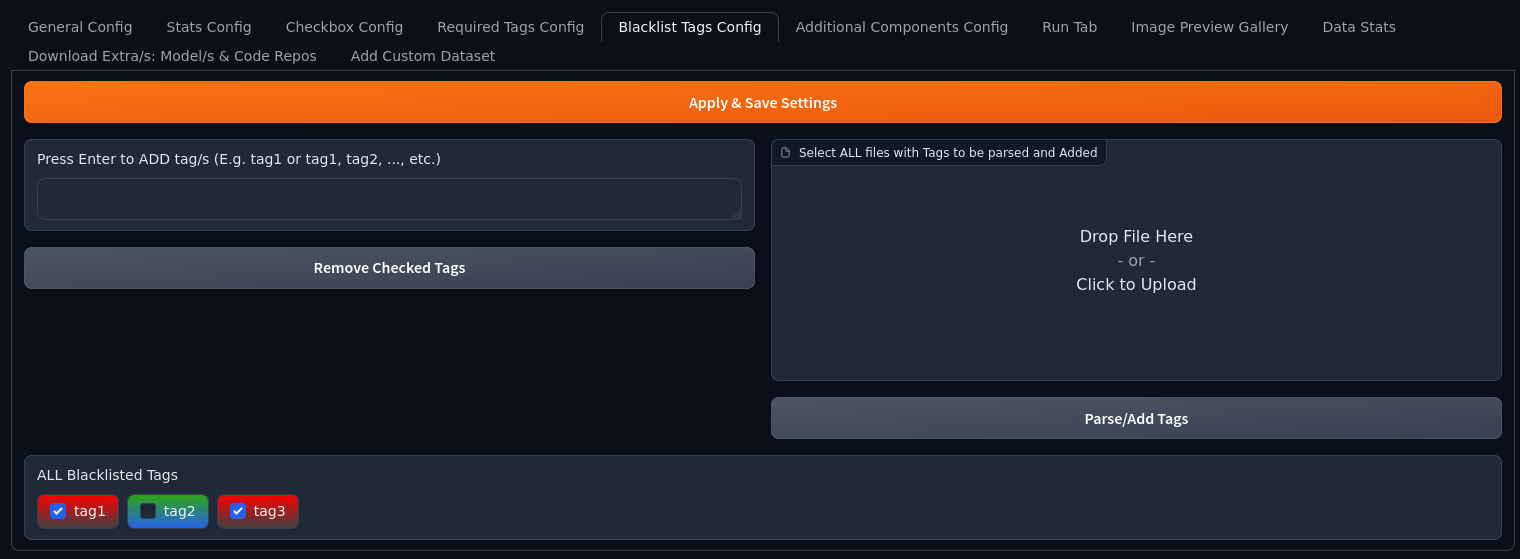 General Config Stats Config Checkbox Config Required Tags Config Blacklist Tags Config Additional Components Config Run Tab Image Preview Gallery Data Stats
Download Extra/s: Model/s & Code Repos Add Custom Dataset
Apply & Save Settings
Press Enter to ADD tag/s (E.g. tag1 or tag1, tag2, ..., etc.)
Remove Checked Tags
Select ALL files with Tags to be parsed and Added
Drop File Here
- or -
Click to Upload
Parse/Add Tags
ALL Blacklisted Tags
tag1 tag2 tag3